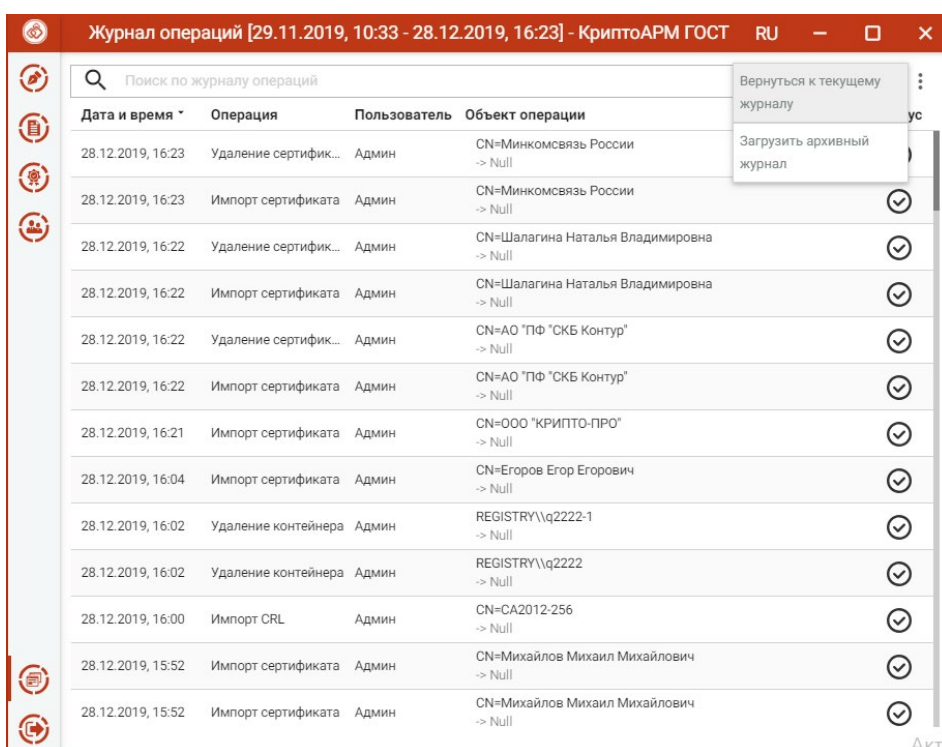 Журнал операций [29.11.2019, 10:33 - 28.12.2019, 16:23] - КриптоАРМ ГОСТ RU
Поиск по журналу операций
Вернуться к текущему
журналу
Загрузить архивный
журнал
Дата и время Операция Пользователь Объект операции ус
28.12.2019, 16:23 Удаление сертифик... Админ CN=Минкомсвязь России
-> Null
28.12.2019, 16:23 Импорт сертификата Админ CN=Минкомсвязь России
-> Null
28.12.2019, 16:22 Удаление сертифик... Админ CN=Шалагина Наталья Владимировна
-> Null
28.12.2019, 16:22 Импорт сертификата Админ CN=Шалагина Наталья Владимировна
-> Null
28.12.2019, 16:22 Удаление сертифик... Админ CN=АО "ПФ "СКБ Контур"
-> Null
28.12.2019, 16:22 Импорт сертификата Админ CN=АО "ПФ "СКБ Контур"
-> Null
28.12.2019, 16:21 Импорт сертификата Админ CN=ООО "КРИПТО-ПРО"
-> Null
28.12.2019, 16:04 Импорт сертификата Админ CN=Егоров Егор Егорович
-> Null
28.12.2019, 16:02 Удаление контейнера Админ REGISTRY\\q2222-1
-> Null
28.12.2019, 16:02 Удаление контейнера Админ REGISTRY\\q2222
-> Null
28.12.2019, 16:00 Импорт CRL Админ CN=CA2012-256
-> Null
28.12.2019, 15:52 Импорт сертификата Админ CN=Михайлов Михаил Михайлович
-> Null
28.12.2019, 15:52 Импорт сертификата Админ CN=Михайлов Михаил Михайлович
-> Null